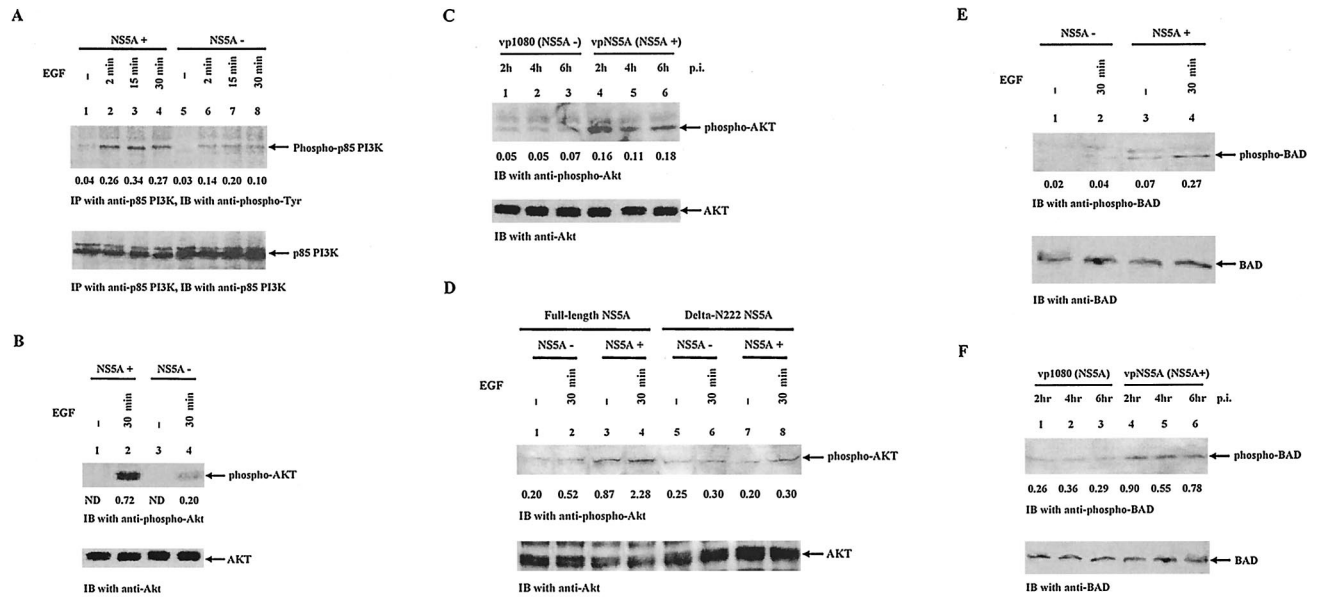 A
NS5A + NS5A -
EGF – 2 min 15 min 30 min – 2 min 15 min 30 min
1 2 3 4 5 6 7 8
Phospho-p85 PI3K
0.04 0.26 0.34 0.27 0.03 0.14 0.20 0.10
IP with anti-p85 PI3K, IB with anti-phospho-Tyr
p85 PI3K
IP with anti-p85 PI3K, IB with anti-p85 PI3K
B
NS5A + NS5A -
EGF – 30 min – 30 min
1 2 3 4
phospho-AKT
ND 0.72 ND 0.20
IB with anti-phospho-Akt
AKT
IB with anti-Akt
C
vp1080 (NS5A -) vpNS5A (NS5A +)
2h 4h 6h 2h 4h 6h p.i.
1 2 3 4 5 6
phospho-AKT
0.05 0.05 0.07 0.16 0.11 0.18
IB with anti-phospho-Akt
AKT
IB with anti-Akt
D
Full-length NS5A Delta-N222 NS5A
NS5A - NS5A + NS5A - NS5A +
EGF – 30 min – 30 min – 30 min – 30 min
1 2 3 4 5 6 7 8
phospho-AKT
0.20 0.52 0.87 2.28 0.25 0.30 0.20 0.30
IB with anti-phospho-Akt
AKT
IB with anti-Akt
E
NS5A - NS5A +
EGF – 30 min – 30 min
1 2 3 4
phospho-BAD
0.02 0.04 0.07 0.27
IB with anti-phospho-BAD
BAD
IB with anti-BAD
F
vp1080 (NS5A) vpNS5A (NS5A+)
2hr 4hr 6hr 2hr 4hr 6hr p.i.
1 2 3 4 5 6
phospho-BAD
0.26 0.36 0.29 0.90 0.55 0.78
IB with anti-phospho-BAD
BAD
IB with anti-BAD